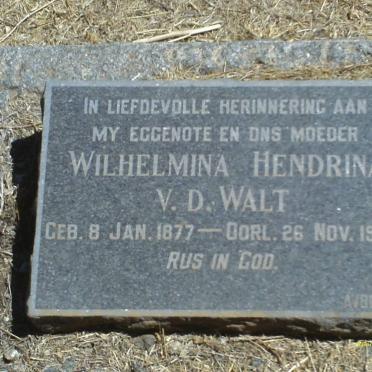 IN LIEFDEVOLLE HERINNERING AAN
MY EGGENOTE EN ONS MOEDER
WILHELMINA HENDRINA
V. D. WALT
GEB. 8 JAN. 1877 — OORL. 26 NOV. 19
RUS IN GOD.